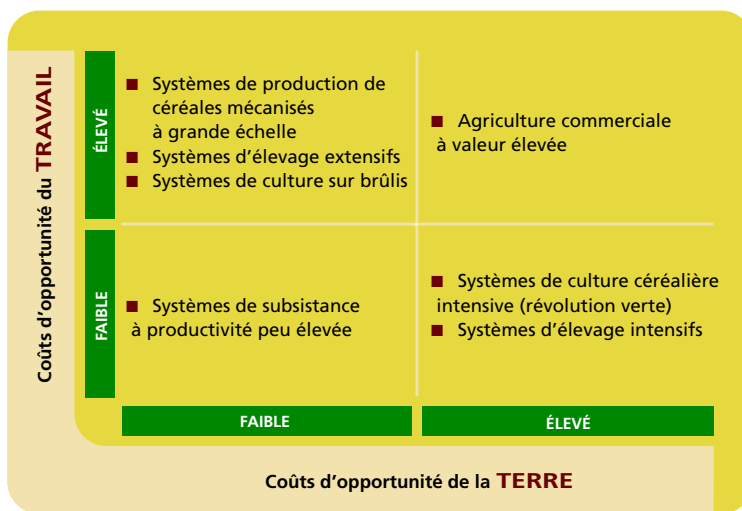 Coûts d'opportunité du TRAVAIL
ÉLEVÉ
■ Systèmes de production de
céréales mécanisés
à grande échelle
■ Systèmes d'élevage extensifs
■ Systèmes de culture sur brûlis
■ Agriculture commerciale
à valeur élevée
FAIBLE
■ Systèmes de subsistance
à productivité peu élevée
■ Systèmes de culture céréalière
intensive (révolution verte)
■ Systèmes d'élevage intensifs
FAIBLE
ÉLEVÉ
Coûts d'opportunité de la TERRE